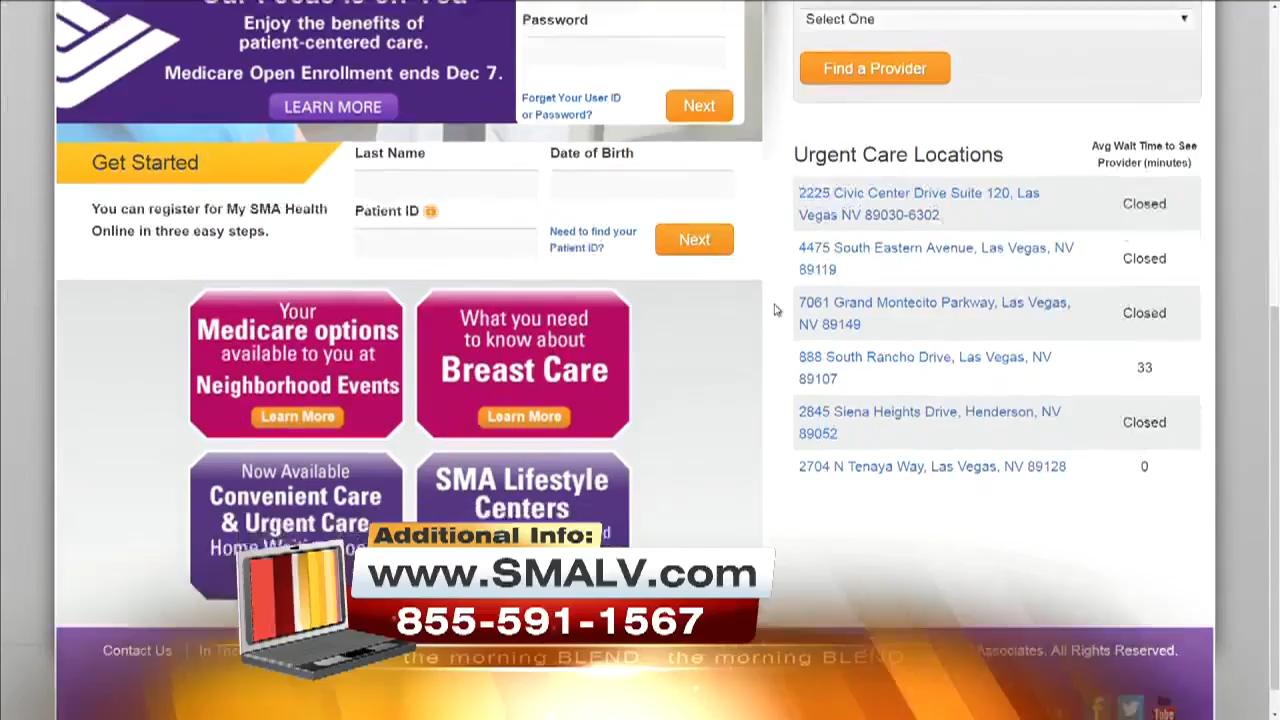 Enjoy the benefits of
patient-centered care.
Medicare Open Enrollment ends Dec 7.
LEARN MORE
Password
Forget Your User ID
or Password?
Next
Select One
Find a Provider
Get Started
You can register for My SMA Health
Online in three easy steps.
Last Name
Date of Birth
Patient ID
Need to find your
Patient ID?
Next
Urgent Care Locations
Avg Wait Time to See
Provider (minutes)
2225 Civic Center Drive Suite 120, Las
Vegas NV 89030-6302
Closed
4475 South Eastern Avenue, Las Vegas, NV
89119
Closed
7061 Grand Montecito Parkway, Las Vegas,
NV 89149
Closed
888 South Rancho Drive, Las Vegas, NV
89107
33
2845 Siena Heights Drive, Henderson, NV
89052
Closed
2704 N Tenaya Way, Las Vegas, NV 89128
0
Your
Medicare options
available to you at
Neighborhood Events
Learn More
What you need
to know about
Breast Care
Learn More
Now Available
Convenient Care
& Urgent Care
Home
SMA Lifestyle
Centers
Additional Info:
www.SMALV.com
855-591-1567
Contact Us
Associates. All Rights Reserved.
the morning BLEND the morning BLEND
You
Tube